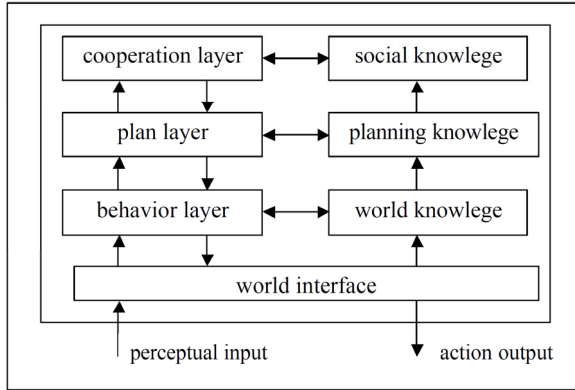 cooperation layer
social knowlege
plan layer
planning knowlege
behavior layer
world knowlege
world interface
perceptual input
action output